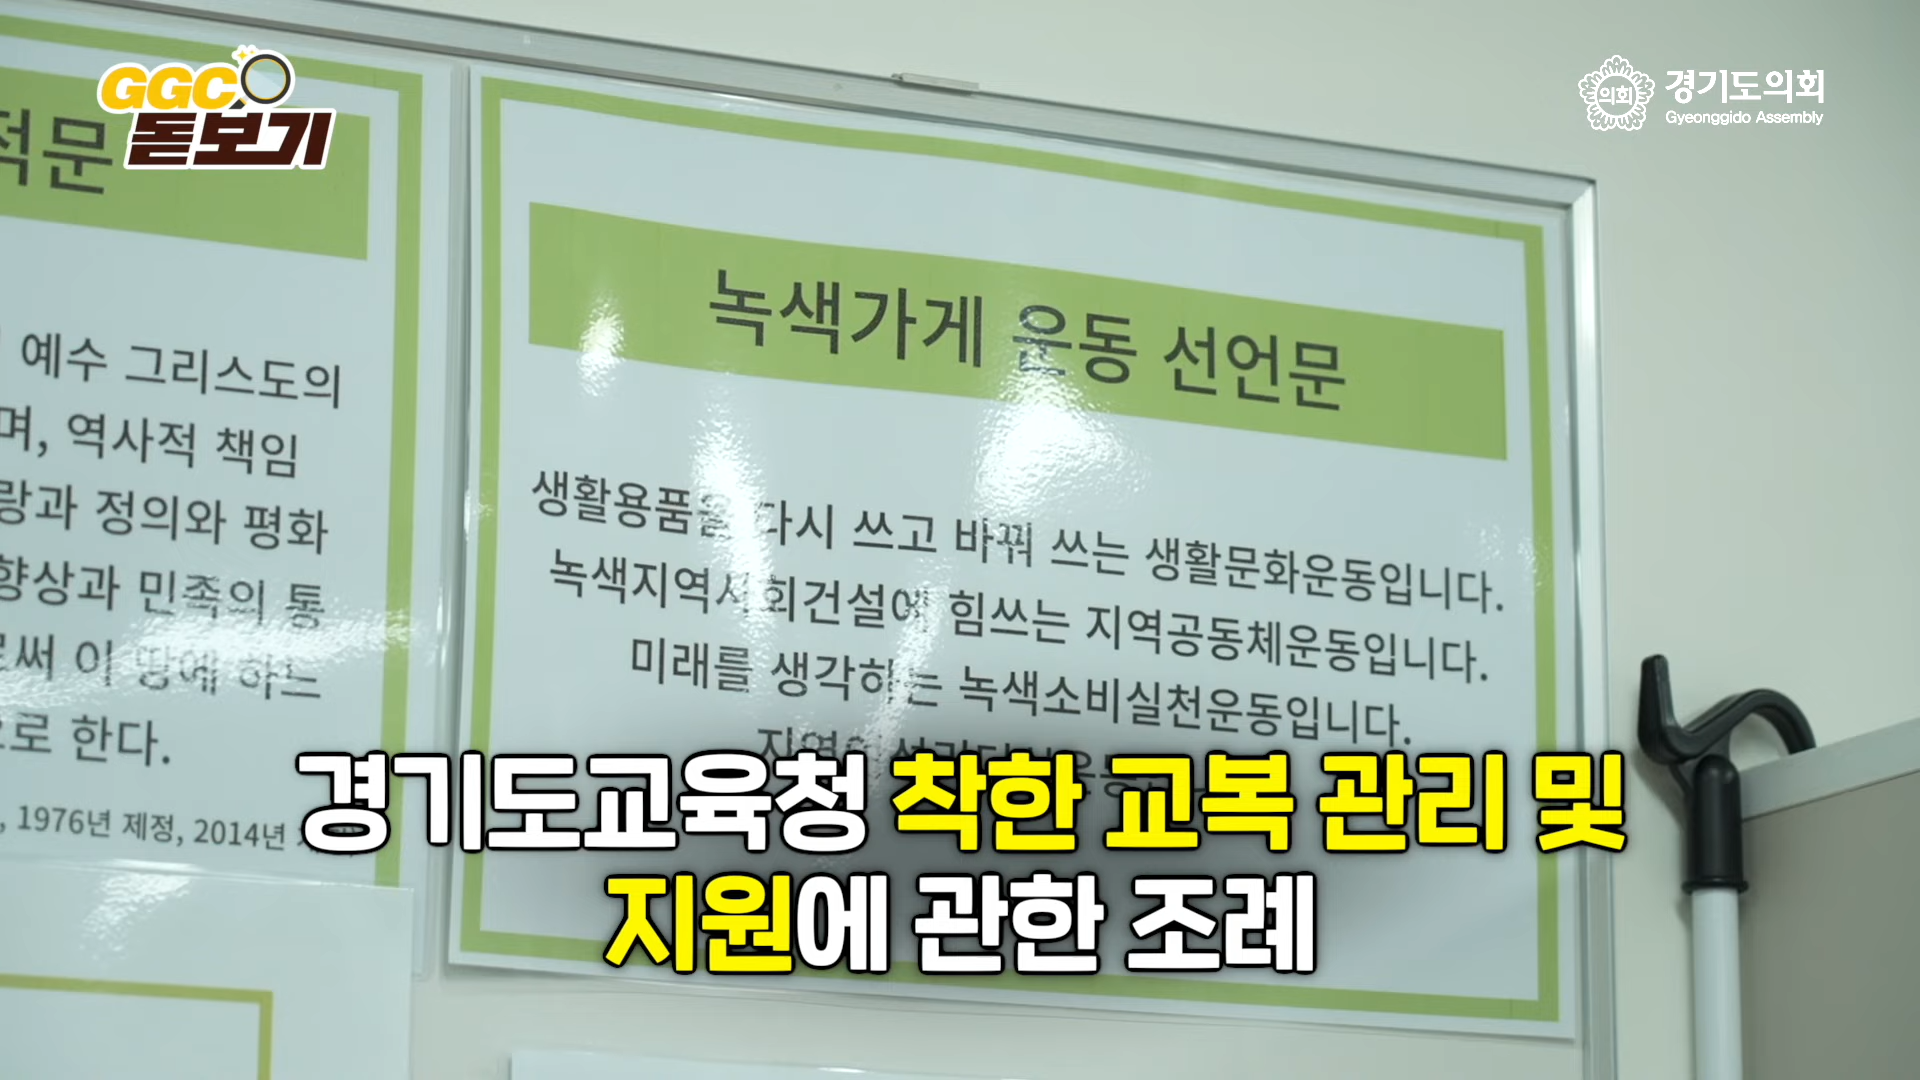 GGC
돋보기
의회
경기도의회
Gyeonggido Assembly
적문
예수 그리스도의
며, 역사적 책임
랑과 정의와 평화
향상과 민족의 통
로써 이 땅에 하느
으로 한다.
, 1976년 제정, 2014년
녹색가게 운동 선언문
생활용품을 다시 쓰고 바꿔 쓰는 생활문화운동입니다.
녹색지역사회건설에 힘쓰는 지역공동체운동입니다.
미래를 생각하는 녹색소비실천운동입니다.
경기도교육청 착한 교복 관리 및
지원에 관한 조례